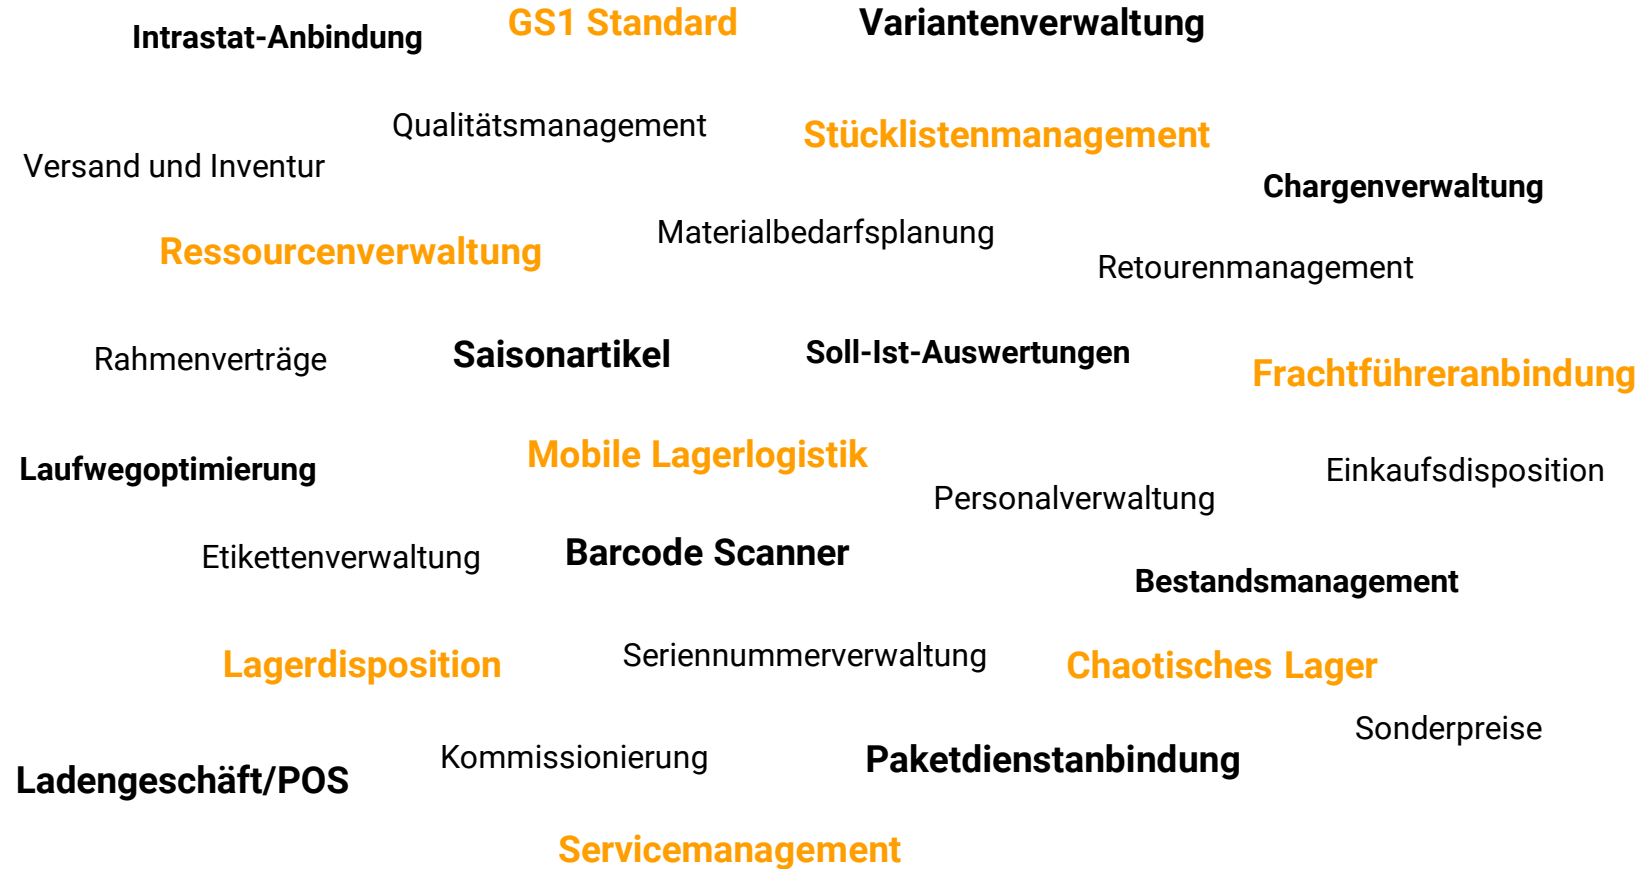 Intrastat-Anbindung
GS1 Standard
Variantenverwaltung
Qualitätsmanagement
Stücklistenmanagement
Versand und Inventur
Chargenverwaltung
Ressourcenverwaltung
Materialbedarfsplanung
Retourenmanagement
Rahmenverträge
Saisonartikel
Soll-Ist-Auswertungen
Frachtführeranbindung
Laufwegoptimierung
Mobile Lagerlogistik
Personalverwaltung
Einkaufsdisposition
Etikettenverwaltung
Barcode Scanner
Bestandsmanagement
Lagerdisposition
Seriennummerverwaltung
Chaotisches Lager
Sonderpreise
Ladengeschäft/POS
Kommissionierung
Paketdienstanbindung
Servicemanagement